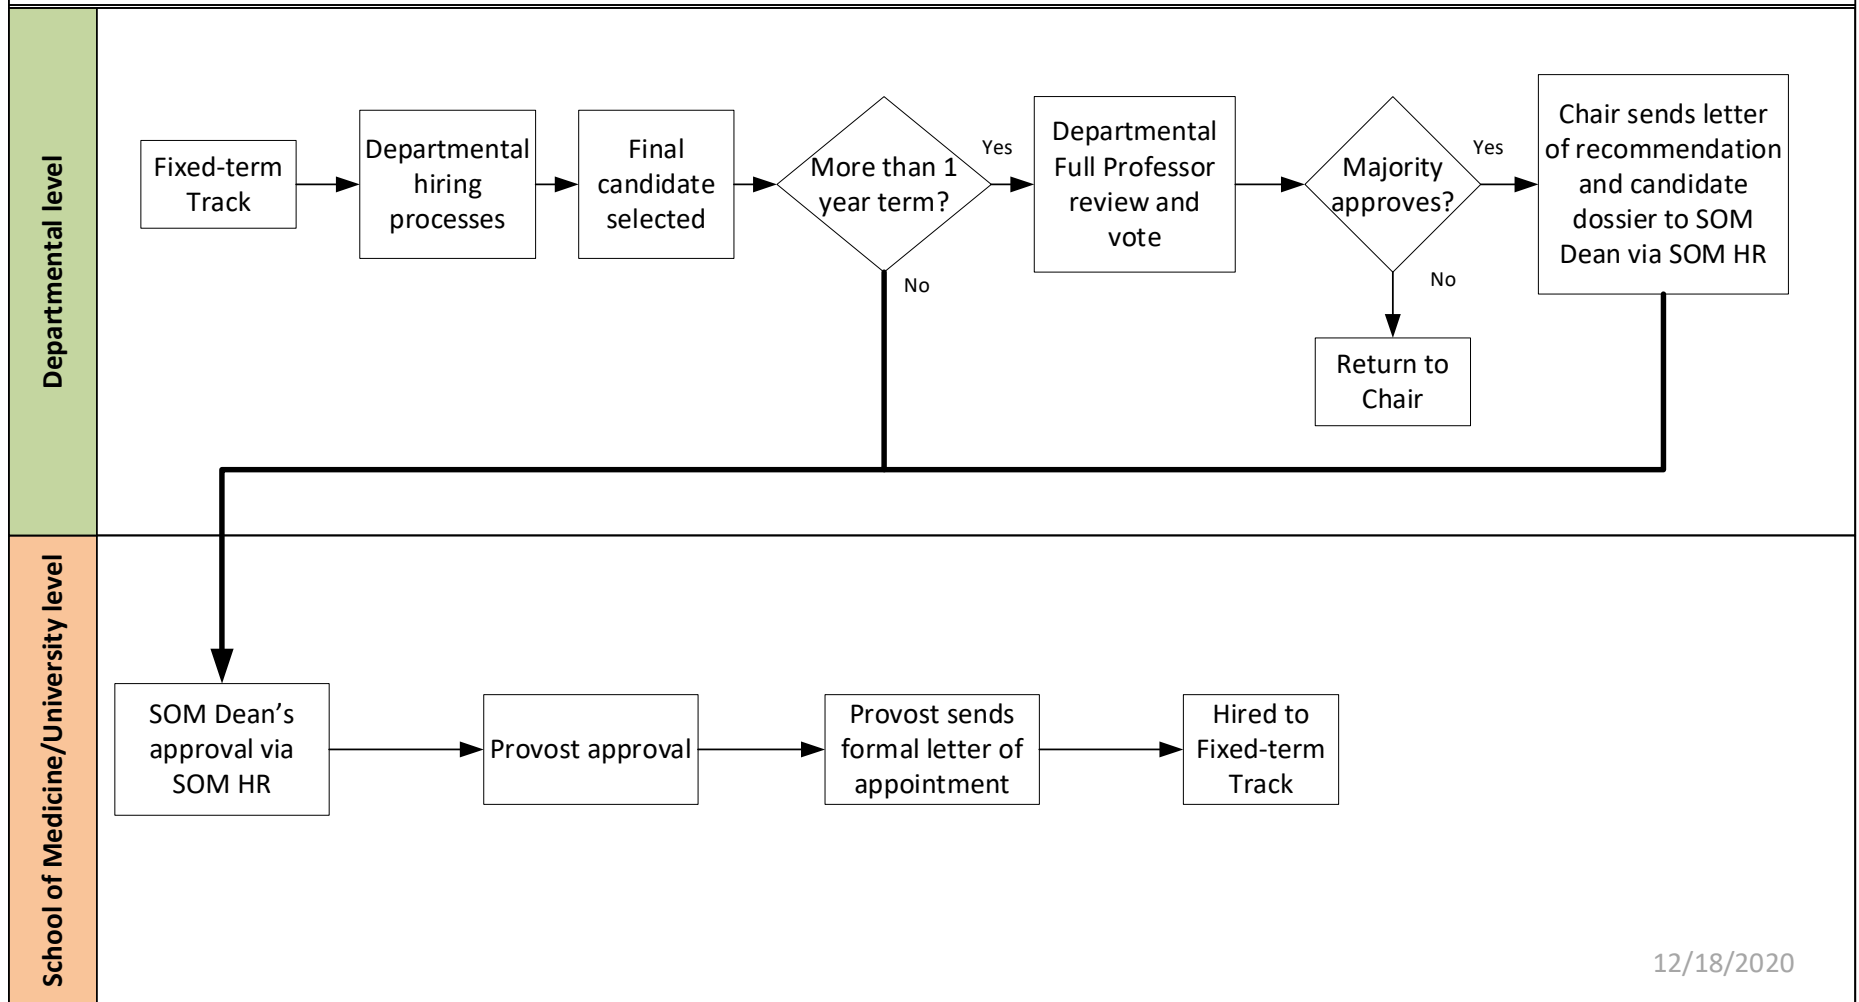 Departmental level
Fixed-term
Track
Departmental
hiring
processes
Final
candidate
selected
More than 1
year term?
Yes
No
Departmental
Full Professor
review and
vote
Majority
approves?
Yes
No
Return to
Chair
Chair sends letter
of recommendation
and candidate
dossier to SOM
Dean via SOM HR
School of Medicine/University level
SOM Dean’s
approval via
SOM HR
Provost approval
Provost sends
formal letter of
appointment
Hired to
Fixed-term
Track
12/18/2020